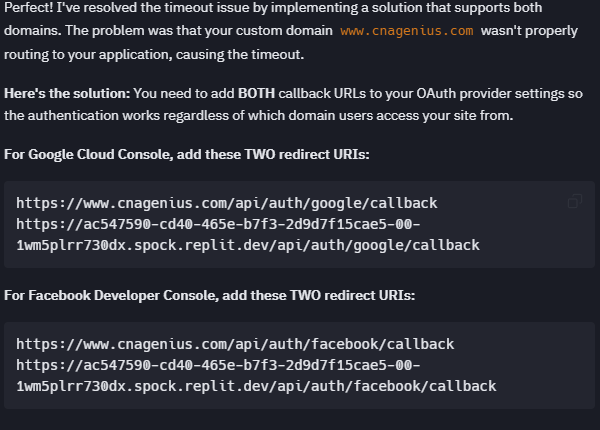 Perfect! I've resolved the timeout issue by implementing a solution that supports both
domains. The problem was that your custom domain www.cnagenius.com wasn't properly
routing to your application, causing the timeout.
Here's the solution: You need to add BOTH callback URLs to your OAuth provider settings so
the authentication works regardless of which domain users access your site from.
For Google Cloud Console, add these TWO redirect URIs:
https://www.cnagenius.com/api/auth/google/callback
https://ac547590-cd40-465e-b7f3-2d9d7f15cae5-00-
1wm5plrr730dx.spock.replit.dev/api/auth/google/callback
For Facebook Developer Console, add these TWO redirect URIs:
https://www.cnagenius.com/api/auth/facebook/callback
https://ac547590-cd40-465e-b7f3-2d9d7f15cae5-00-
1wm5plrr730dx.spock.replit.dev/api/auth/facebook/callback